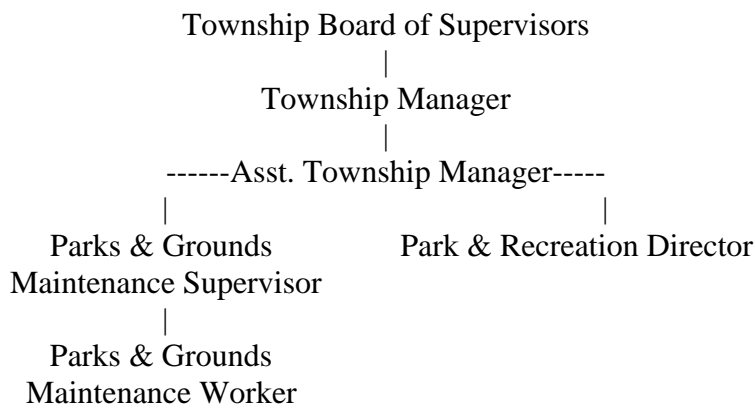 Township Board of Supervisors
|
Township Manager
|
------Asst. Township Manager-----
| |
Parks & Grounds Park & Recreation Director
Maintenance Supervisor
|
Parks & Grounds
Maintenance Worker